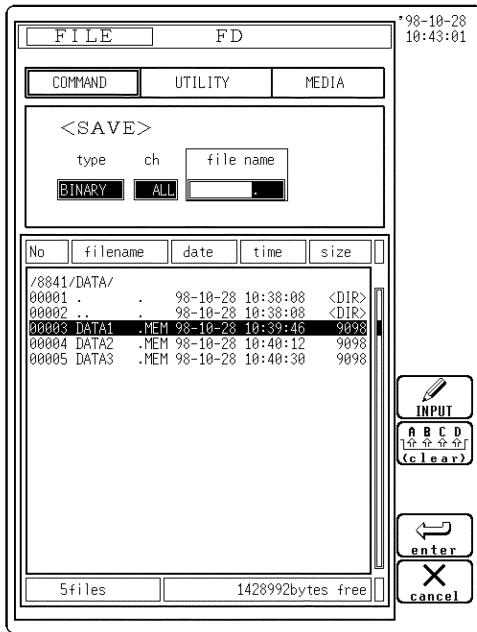 '98-10-28
10:43:01
FILE FD
COMMAND UTILITY MEDIA
<SAVE>
type ch file name
BINARY ALL .
No filename date time size
/8841/DATA/
00001 . . 98-10-28 10:38:08 <DIR>
00002 .. . 98-10-28 10:38:08 <DIR>
00003 DATA1 .MEM 98-10-28 10:39:46 9098
00004 DATA2 .MEM 98-10-28 10:40:12 9098
00005 DATA3 .MEM 98-10-28 10:40:30 9098
5files 1428992bytes free
INPUT
A B C D
(clear)
enter
cancel